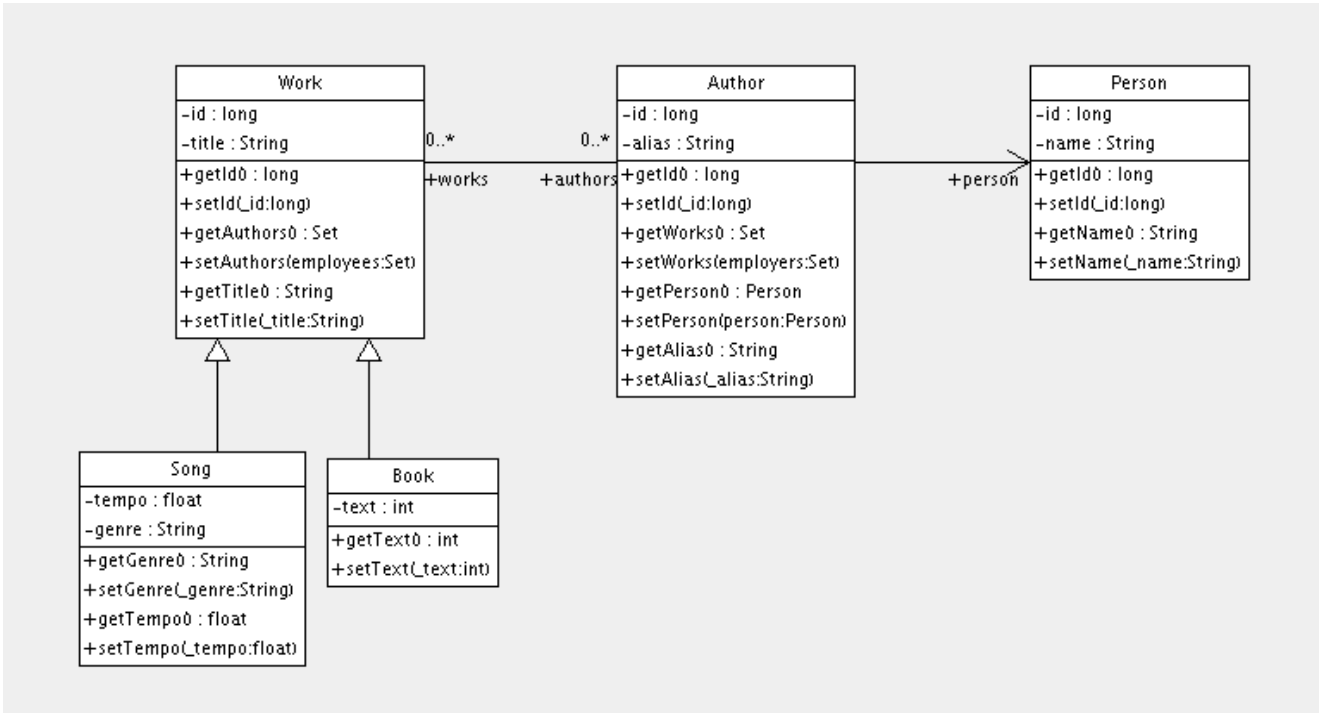 Work
-id : long
-title : String
+getId() : long
+setId(_id:long)
+getAuthors() : Set
+setAuthors(employees:Set)
+getTitle() : String
+setTitle(_title:String)
0..*
+works
0..*
+authors
Author
-id : long
-alias : String
+getId() : long
+setId(_id:long)
+getWorks() : Set
+setWorks(employers:Set)
+getPerson() : Person
+setPerson(person:Person)
+getAlias() : String
+setAlias(_alias:String)
+person
Person
-id : long
-name : String
+getId() : long
+setId(_id:long)
+getName() : String
+setName(_name:String)
Song
-tempo : float
-genre : String
+getGenre() : String
+setGenre(_genre:String)
+getTempo() : float
+setTempo(_tempo:float)
Book
-text : int
+getText() : int
+setText(_text:int)